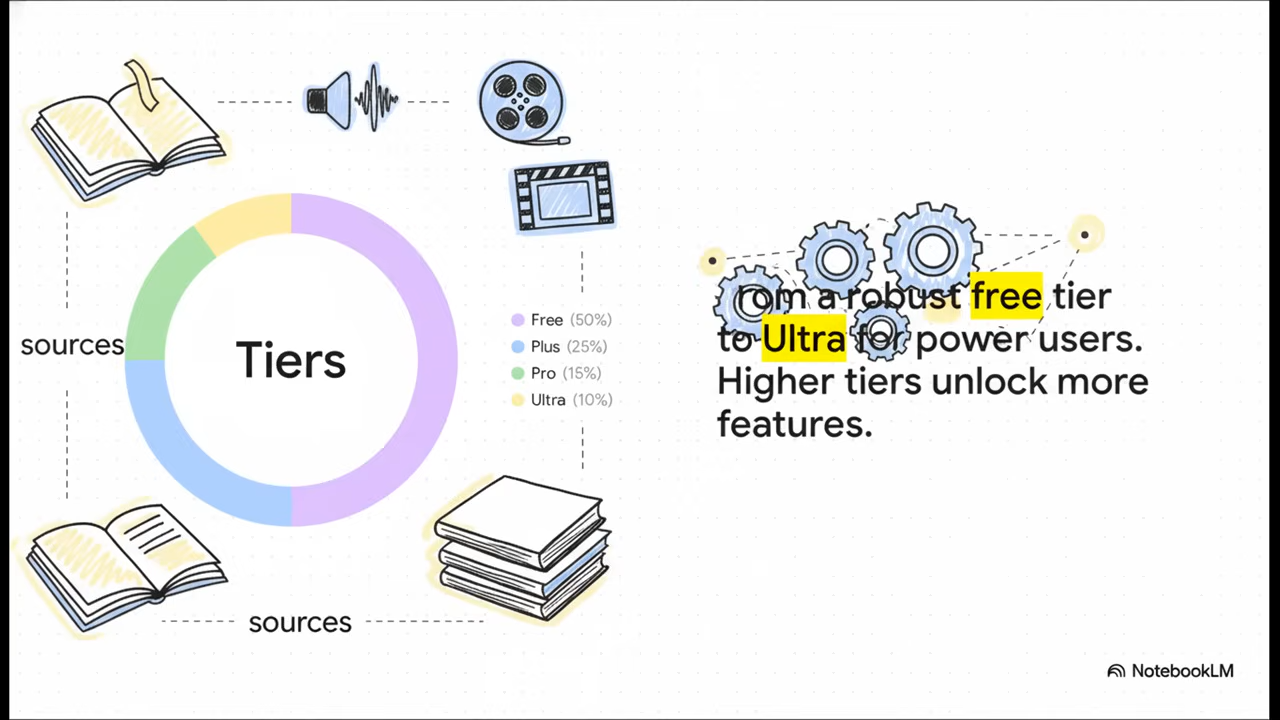 sources
Tiers
Free (50%)
Plus (25%)
Pro (15%)
Ultra (10%)
sources
rom a robust free tier
to Ultra for power users.
Higher tiers unlock more
features.
NotebookLM